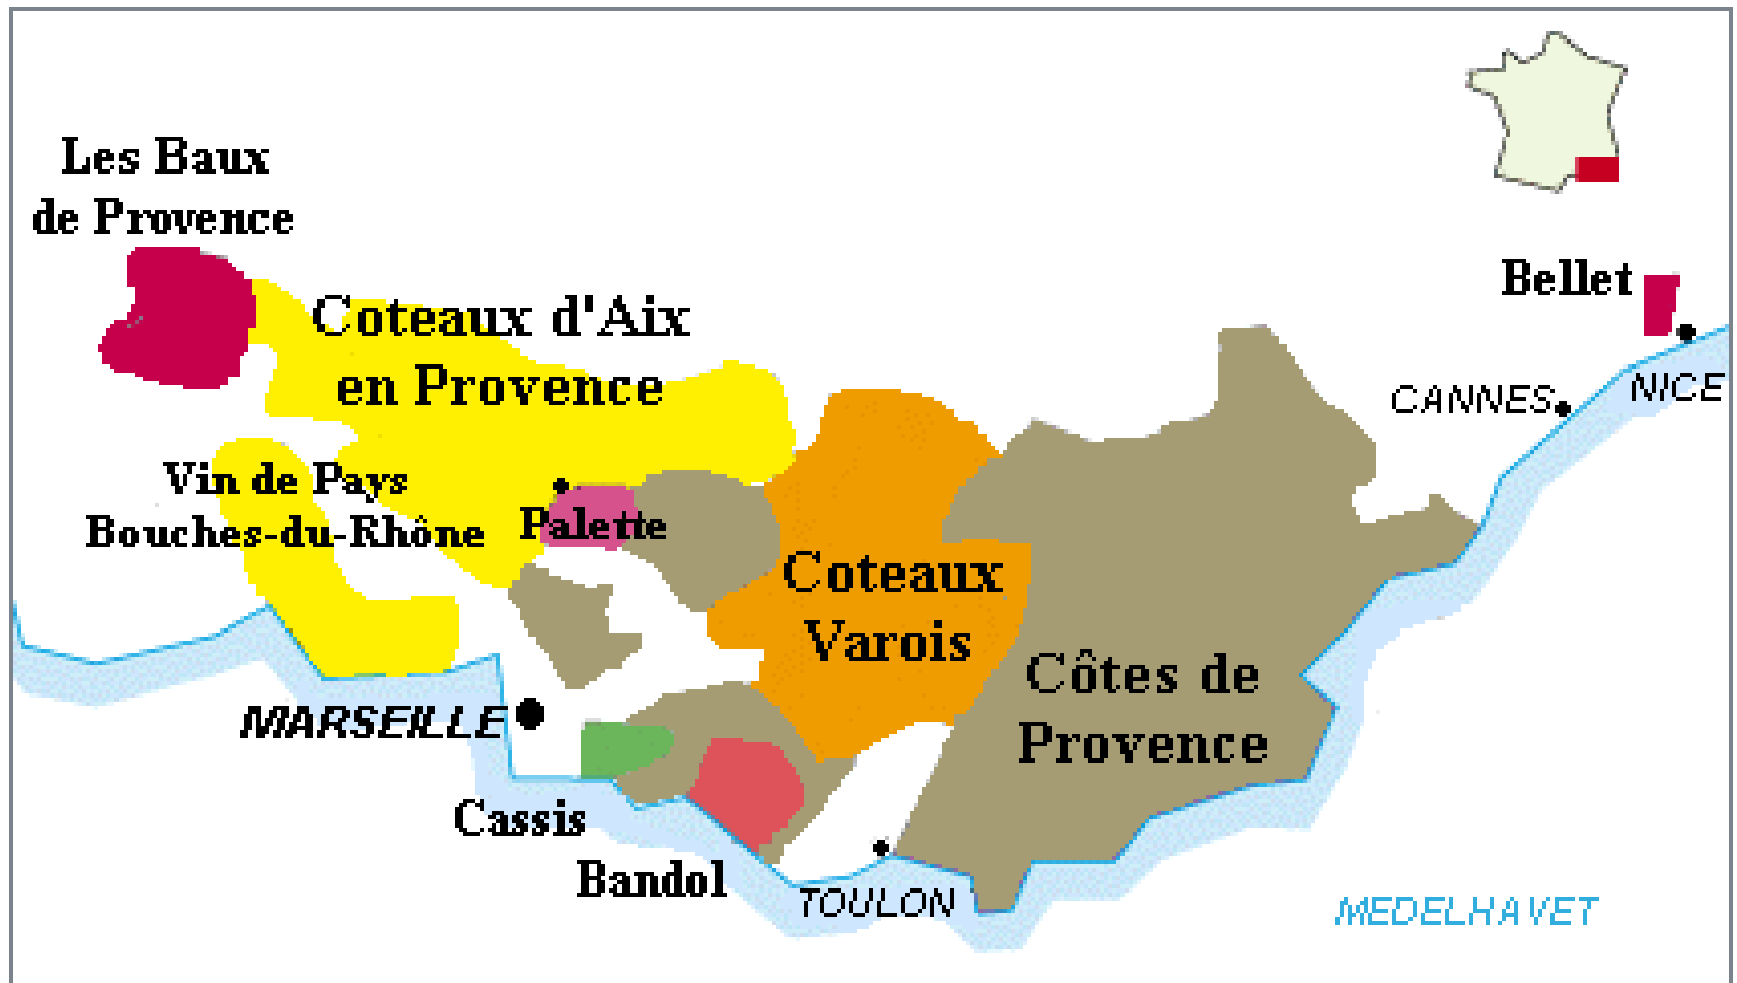 Les Baux
de Provence
Bellet
Coteaux d'Aix
en Provence
CANNES
NICE
Vin de Pays
Bouches-du-Rhône
Palette
Coteaux
Varois
Côtes de
Provence
MARSEILLE
Cassis
Bandol
TOULON
MEDELHAVET